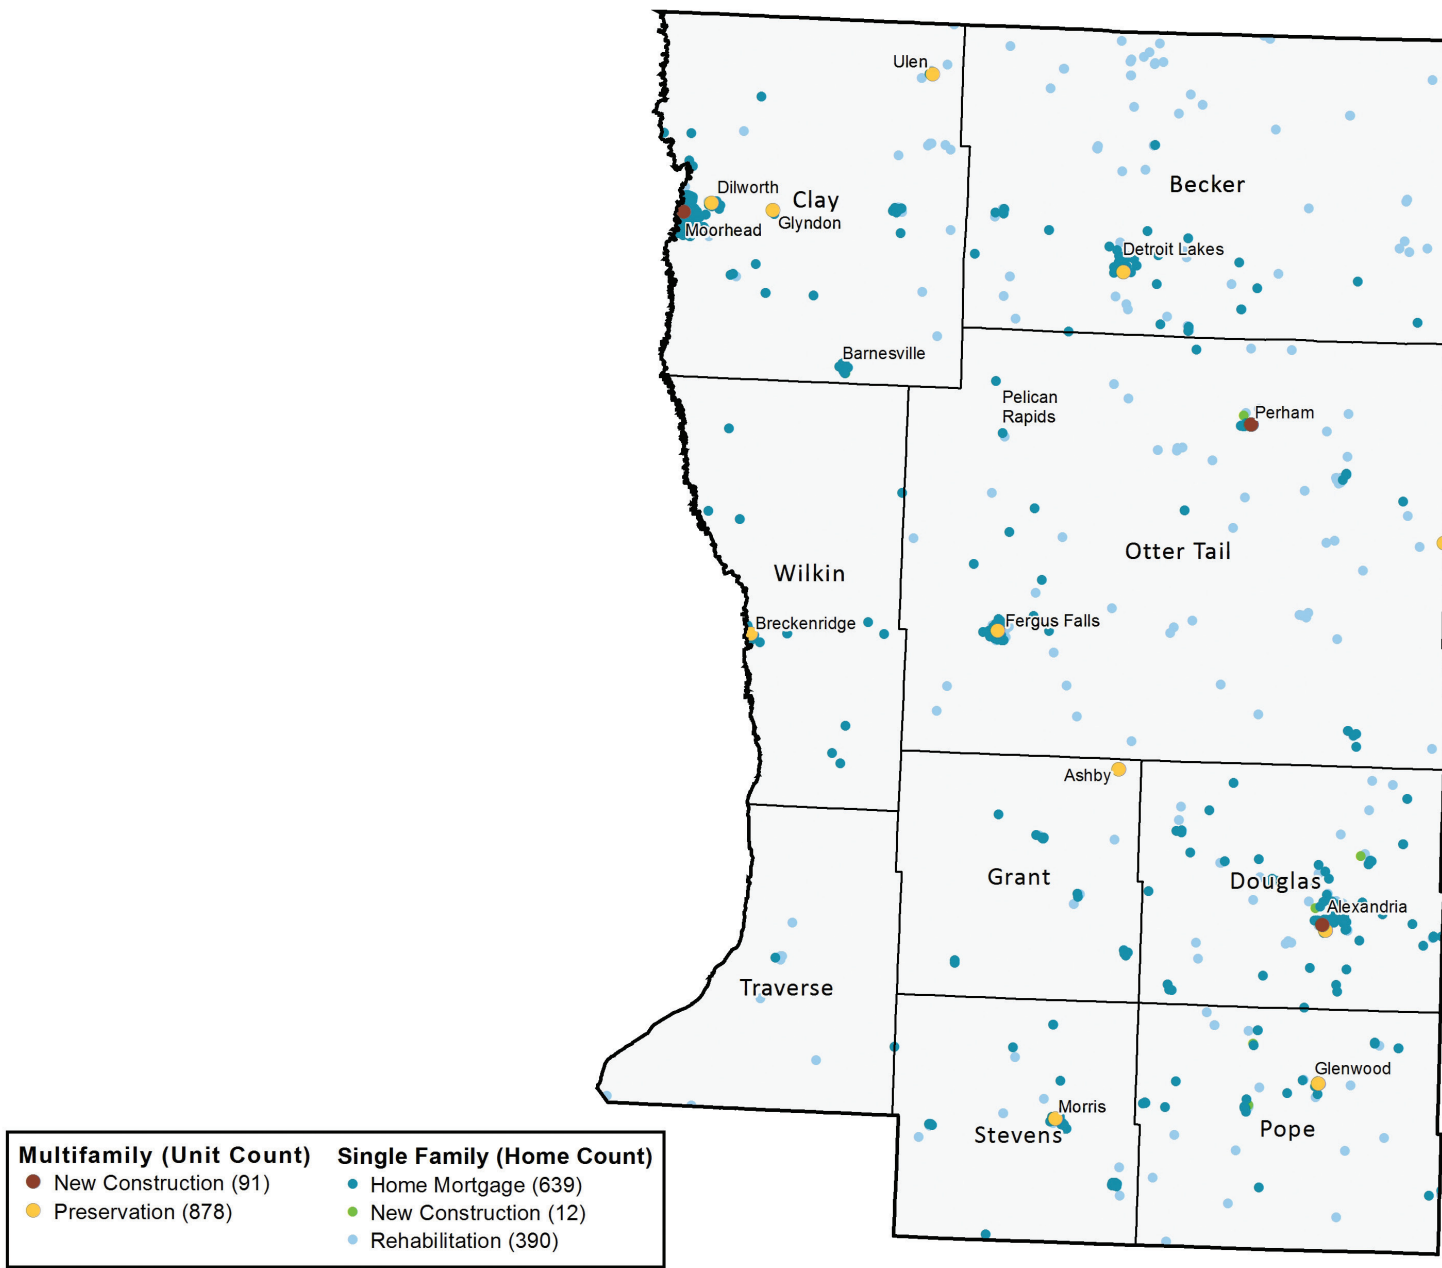 Ulen
Becker
Dilworth
Clay
Glyndon
Moorhead
Detroit Lakes
Barnesville
Pelican
Rapids
Perham
Otter Tail
Wilkin
Breckenridge
Fergus Falls
Ashby
Grant
Douglas
Alexandria
Traverse
Glenwood
Morris
Stevens
Pope
Multifamily (Unit Count)
New Construction (91)
Preservation (878)
Single Family (Home Count)
Home Mortgage (639)
New Construction (12)
Rehabilitation (390)